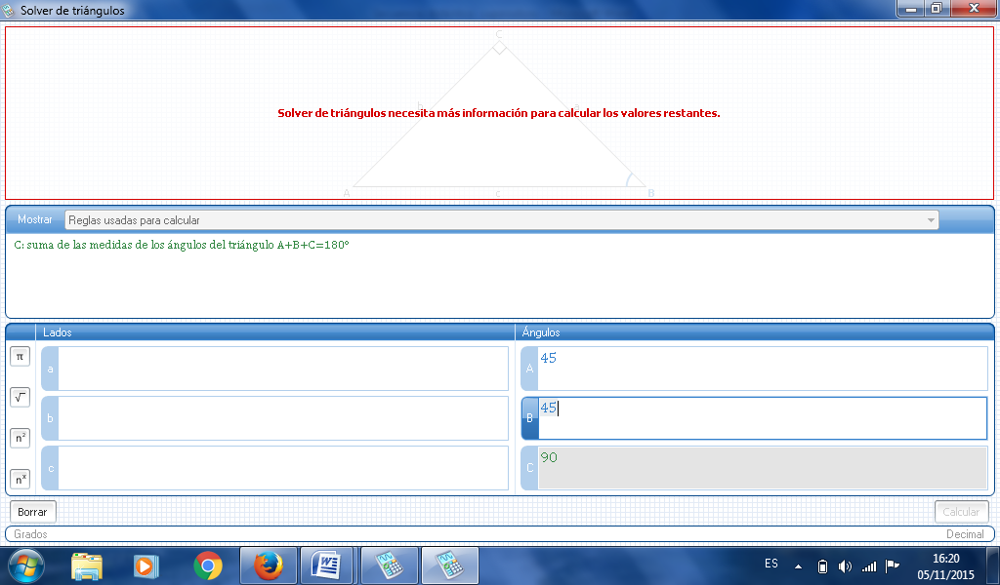 Solver de triángulos
C
b
a
Solver de triángulos necesita más información para calcular los valores restantes.
A
c
B
Mostrar
Reglas usadas para calcular
C: suma de las medidas de los ángulos del triángulo A+B+C=180°
Lados
Ángulos
π
√
n²
nˣ
a
b
c
A
45
B
45
C
90
Borrar
Calcular
Grados
Decimal
ES
16:20
05/11/2015